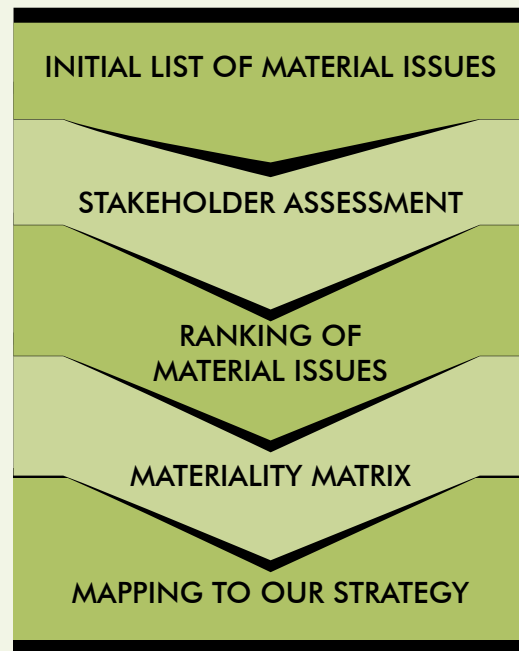 INITIAL LIST OF MATERIAL ISSUES
STAKEHOLDER ASSESSMENT
RANKING OF
MATERIAL ISSUES
MATERIALITY MATRIX
MAPPING TO OUR STRATEGY